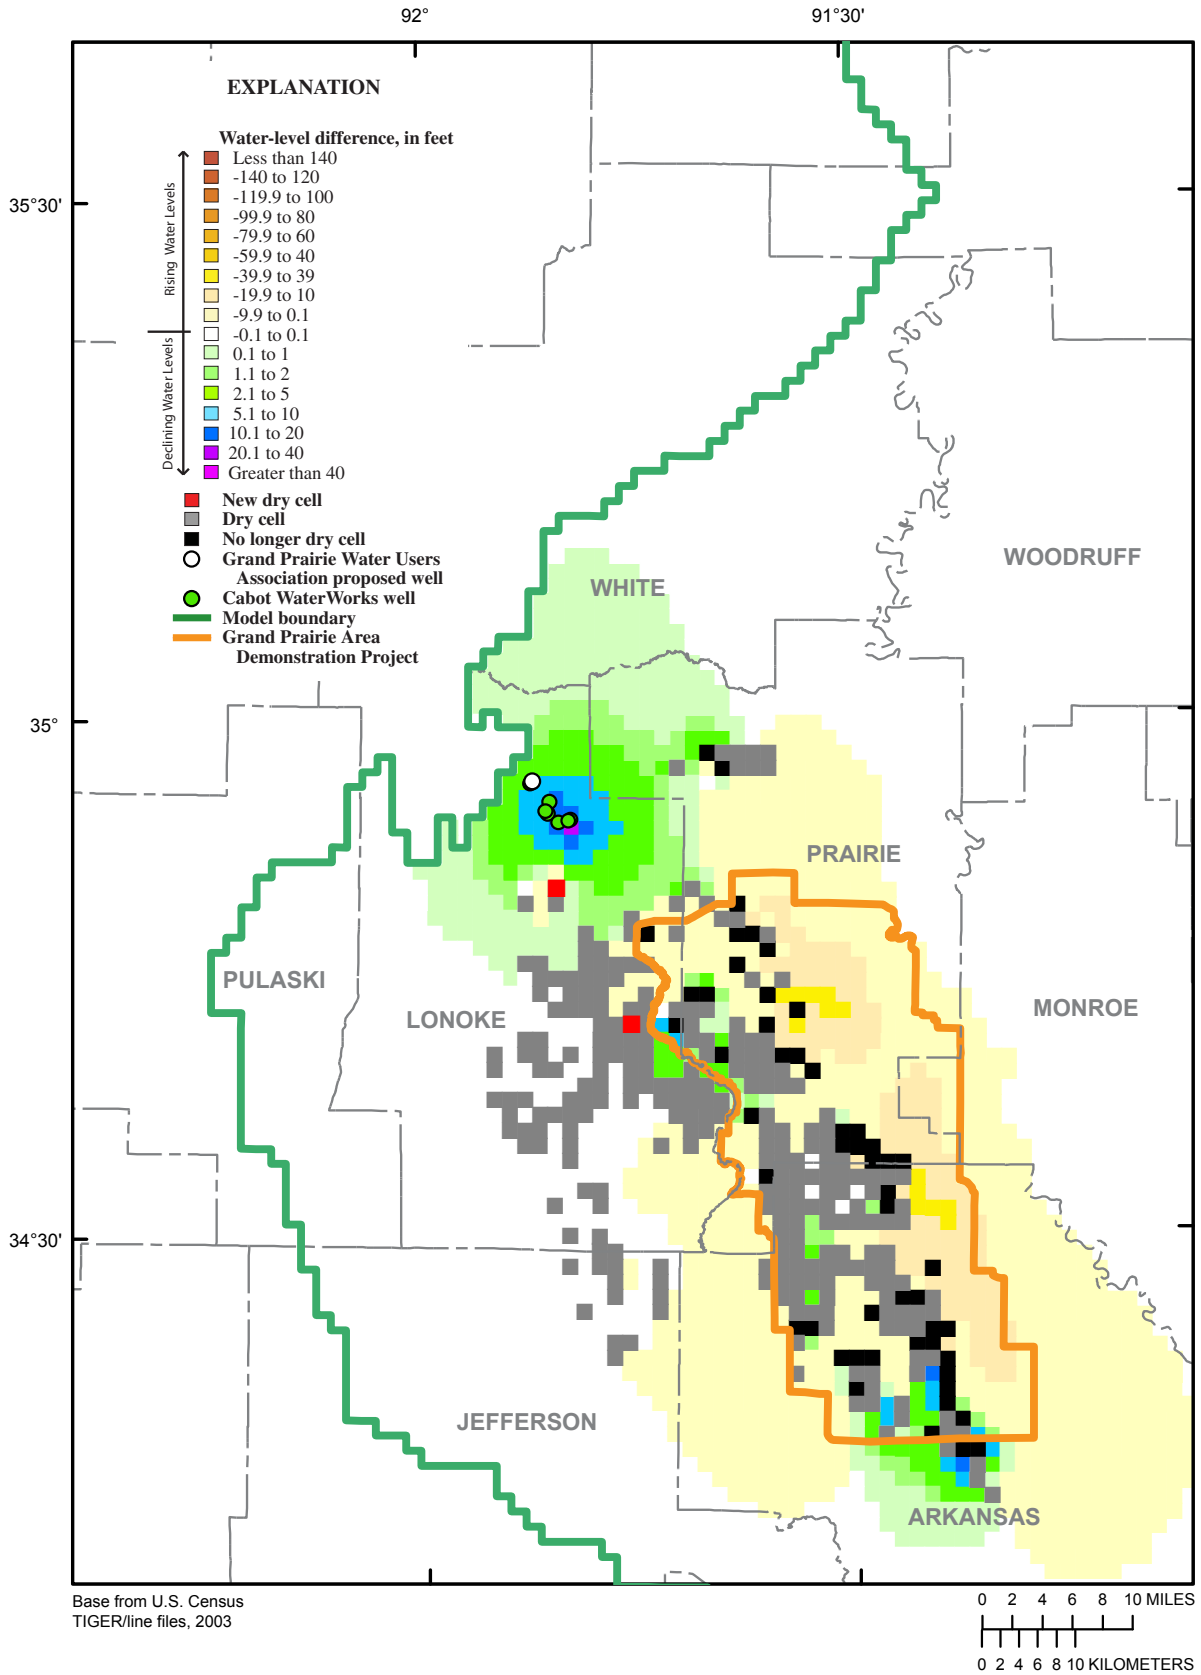 92°
91°30'
EXPLANATION
Water-level difference, in feet
Less than 140
-140 to 120
-119.9 to 100
-99.9 to 80
-79.9 to 60
-59.9 to 40
-39.9 to 39
-19.9 to 10
-9.9 to 0.1
-0.1 to 0.1
0.1 to 1
1.1 to 2
2.1 to 5
5.1 to 10
10.1 to 20
20.1 to 40
Greater than 40
Rising Water Levels
Declining Water Levels
New dry cell
Dry cell
No longer dry cell
Grand Prairie Water Users
Association proposed well
Cabot WaterWorks well
Model boundary
Grand Prairie Area
Demonstration Project
35°30'
35°
34°30'
WOODRUFF
WHITE
PRAIRIE
PULASKI
LONOKE
MONROE
JEFFERSON
ARKANSAS
Base from U.S. Census
TIGER/line files, 2003
0 2 4 6 8 10 MILES
0 2 4 6 8 10 KILOMETERS